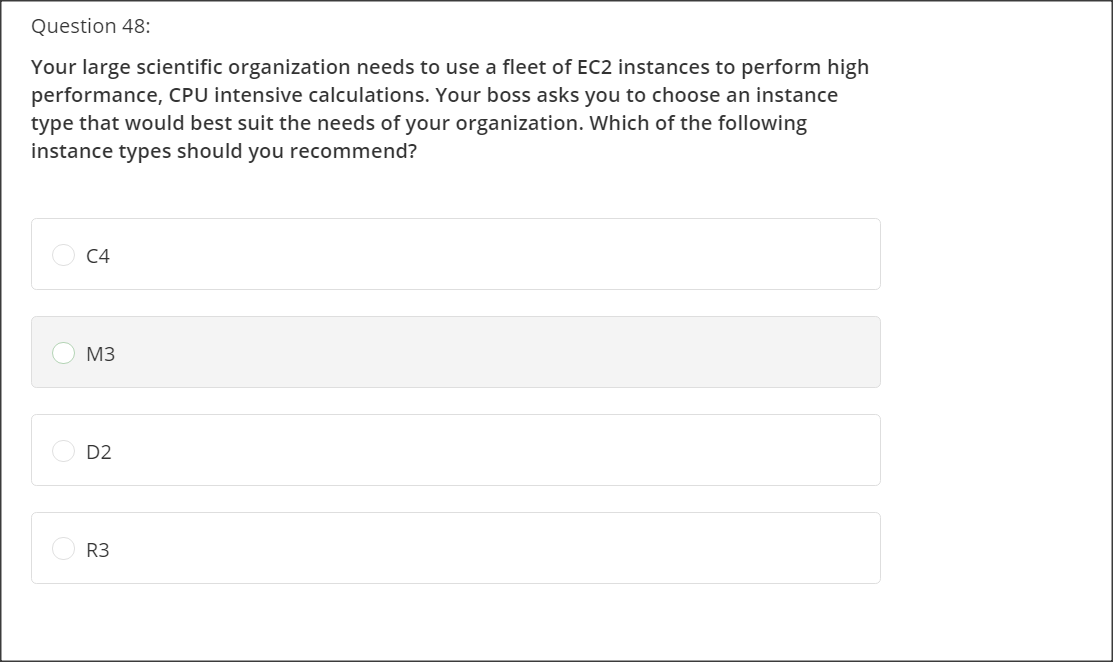 Question 48:
Your large scientific organization needs to use a fleet of EC2 instances to perform high
performance, CPU intensive calculations. Your boss asks you to choose an instance
type that would best suit the needs of your organization. Which of the following
instance types should you recommend?
C4
M3
D2
R3